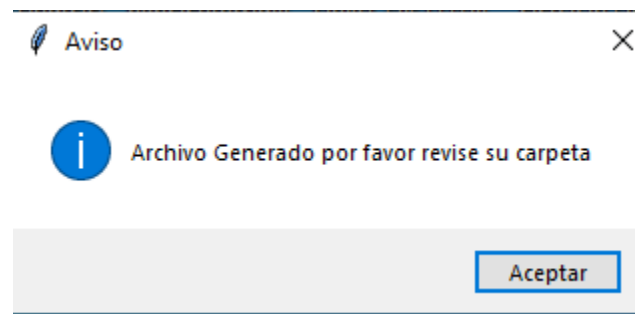 Aviso
Archivo Generado por favor revise su carpeta
Aceptar